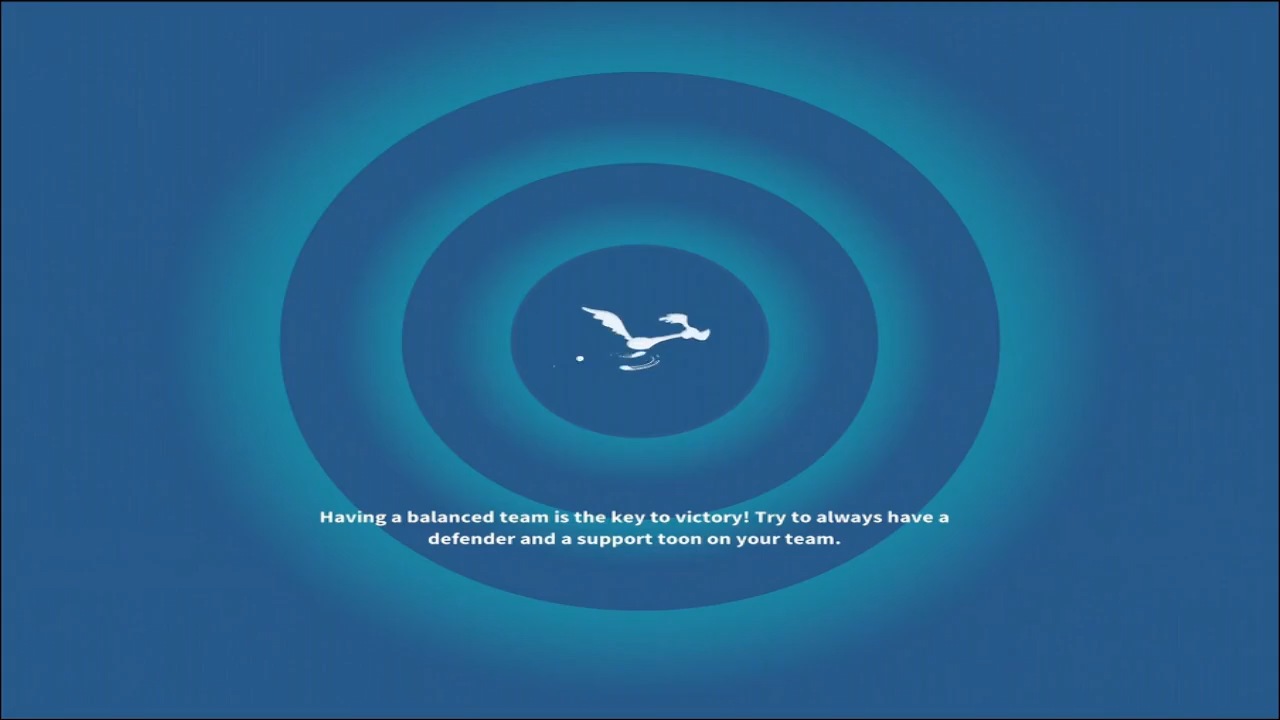 Having a balanced team is the key to victory! Try to always have a
defender and a support toon on your team.